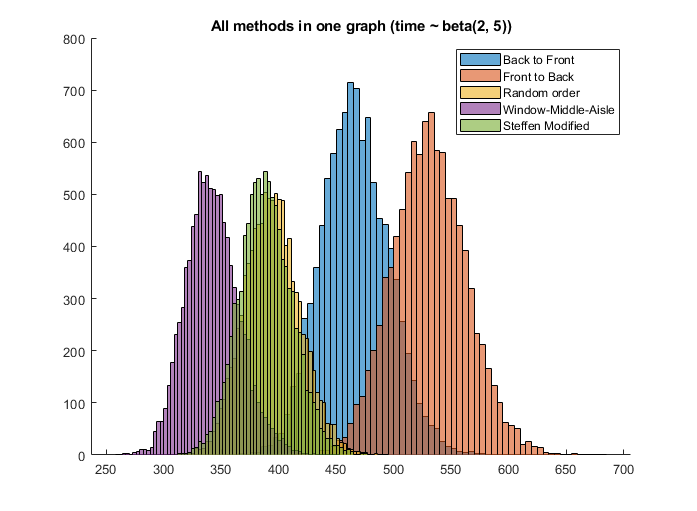 All methods in one graph (time ~ beta(2, 5))
800
700
600
500
400
300
200
100
0
Back to Front
Front to Back
Random order
Window-Middle-Aisle
Steffen Modified
250 300 350 400 450 500 550 600 650 700